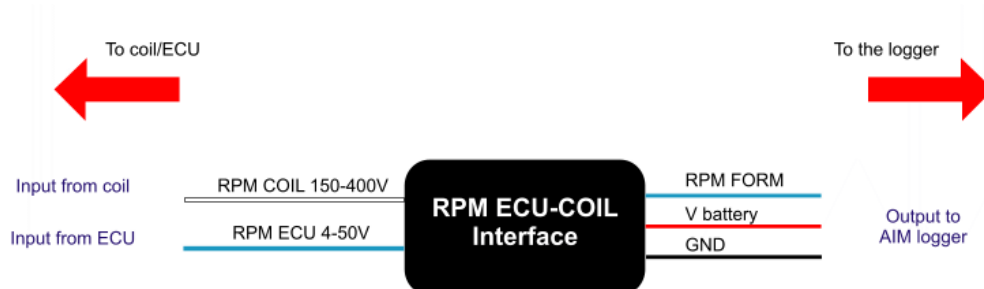 To coil/ECU
To the logger
Input from coil
RPM COIL 150-400V
RPM ECU-COIL
Interface
RPM FORM
Input from ECU
RPM ECU 4-50V
V battery
GND
Output to
AIM logger